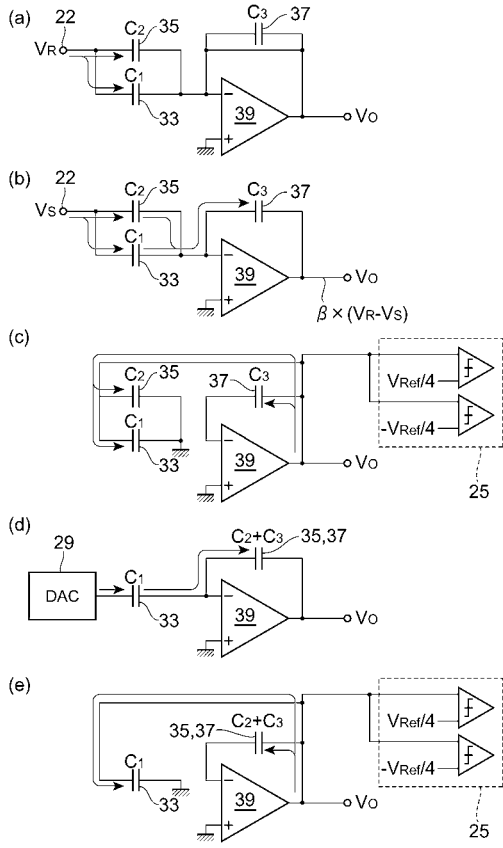 (a)
22
C2 35
C3 37
VR
C1
33
39
VO
(b)
22
C2 35
C3 37
VS
C1
33
39
VO
β×(VR-VS)
(c)
C2 35
37 C3
C1
33
39
VO
VRef/4
-VRef/4
25
(d)
29
DAC
C1
33
C2+C3 35,37
39
VO
(e)
35,37 C2+C3
C1
33
39
VO
VRef/4
-VRef/4
25